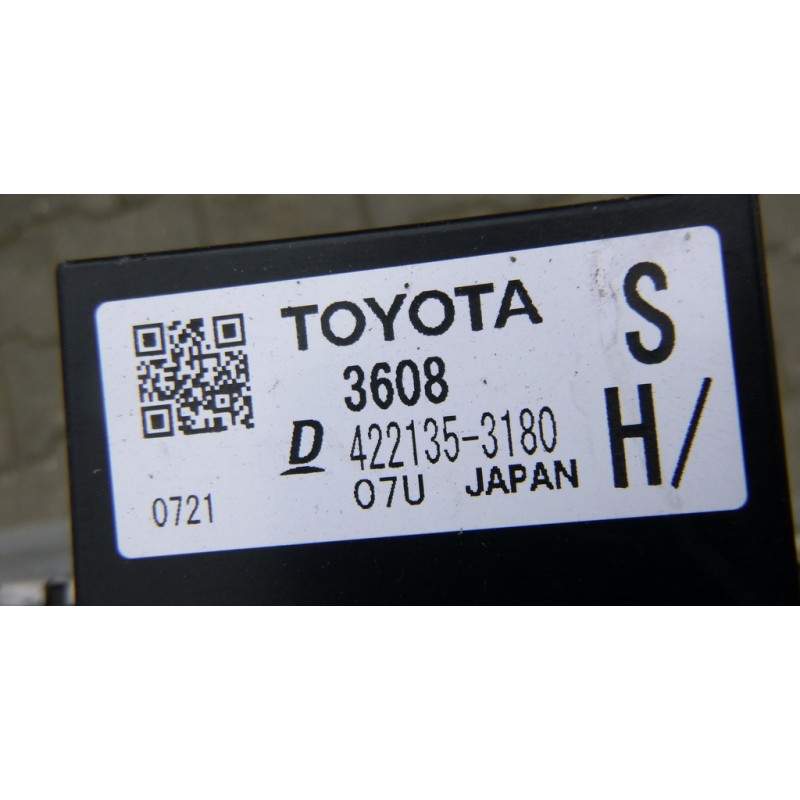 TOYOTA
S
3608
D 422135-3180
H/
07U JAPAN
0721